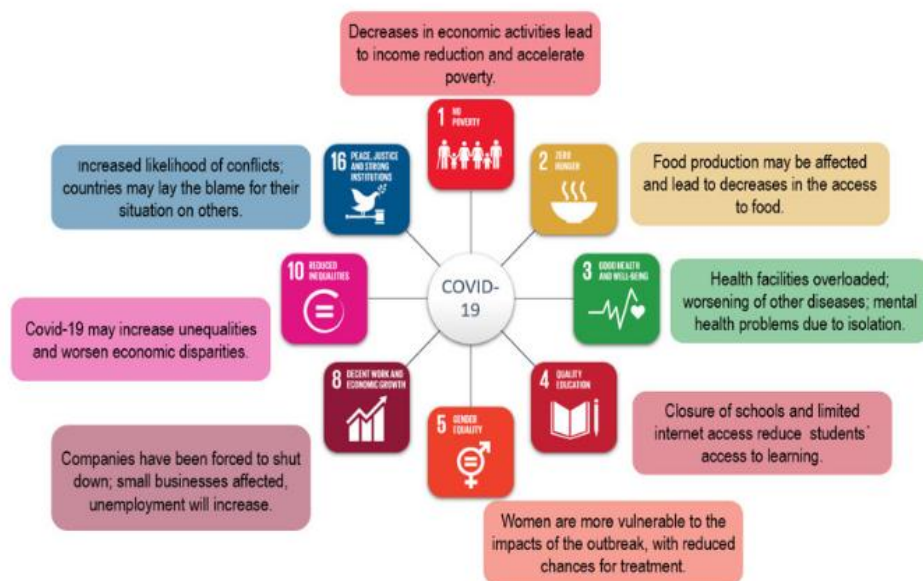 Decreases in economic activities lead
to income reduction and accelerate
poverty.
1 NO
POVERTY
2 ZERO
HUNGER
Food production may be affected
and lead to decreases in the access
to food.
3 GOOD HEALTH
AND WELL-BEING
Health facilities overloaded;
worsening of other diseases; mental
health problems due to isolation.
4 QUALITY
EDUCATION
Closure of schools and limited
internet access reduce students`
access to learning.
5 GENDER
EQUALITY
Women are more vulnerable to the
impacts of the outbreak, with reduced
chances for treatment.
8 DECENT WORK AND
ECONOMIC GROWTH
Companies have been forced to shut
down; small businesses affected,
unemployment will increase.
10 REDUCED
INEQUALITIES
Covid-19 may increase unequalities
and worsen economic disparities.
16 PEACE, JUSTICE
AND STRONG
INSTITUTIONS
Increased likelihood of conflicts;
countries may lay the blame for their
situation on others.
COVID-
19